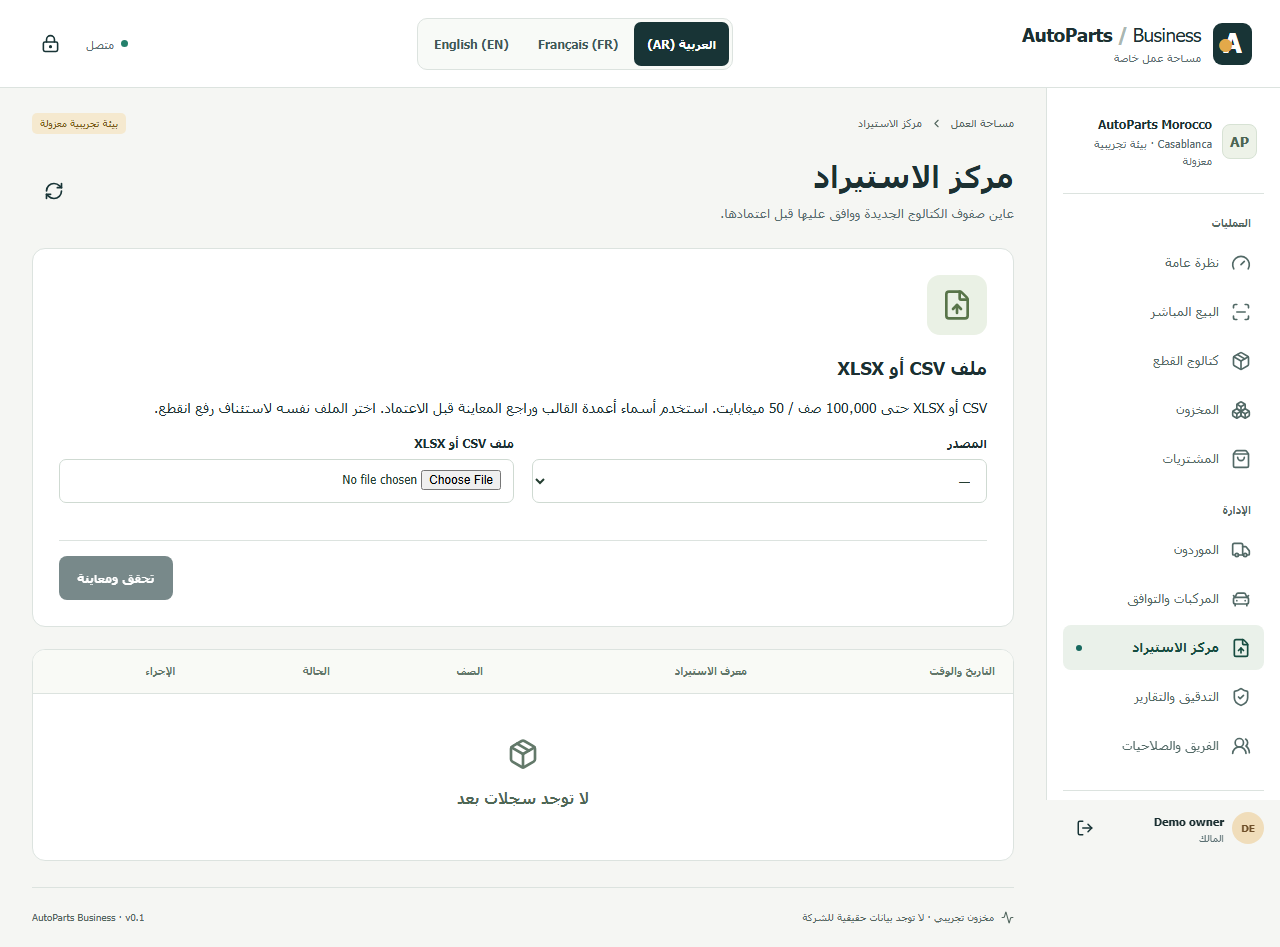 A
AutoParts / Business
مساحة عمل خاصة
العربية (AR)
Français (FR)
English (EN)
متصل
AP
AutoParts Morocco
Casablanca · بيئة تجريبية معزولة
العمليات
نظرة عامة
البيع المباشر
كتالوج القطع
المخزون
المشتريات
الإدارة
الموردون
المركبات والتوافق
مركز الاستيراد
التدقيق والتقارير
الفريق والصلاحيات
DE
Demo owner
المالك
مساحة العمل › مركز الاستيراد
بيئة تجريبية معزولة
مركز الاستيراد
عاين صفوف الكتالوج الجديدة ووافق عليها قبل اعتمادها.
ملف CSV أو XLSX
CSV أو XLSX حتى 100,000 صف / 50 ميغابايت. استخدم أسماء أعمدة القالب وراجع المعاينة قبل الاعتماد. اختر الملف نفسه لاستئناف رفع انقطع.
المصدر
—
ملف CSV أو XLSX
Choose File No file chosen
تحقق ومعاينة
التاريخ والوقت
معرف الاستيراد
الصف
الحالة
الإجراء
لا توجد سجلات بعد
مخزون تجريبي · لا توجد بيانات حقيقية للشركة
AutoParts Business · v0.1